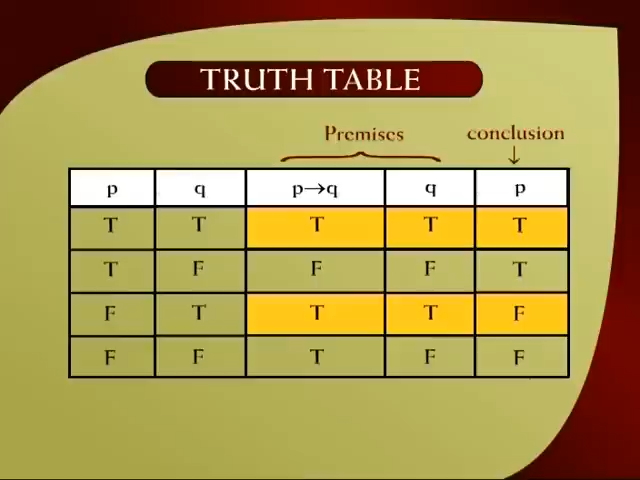 TRUTH TABLE
Premises conclusion
↓
p q p→q q p
T T T T T
T F F F T
F T T T F
F F T F F